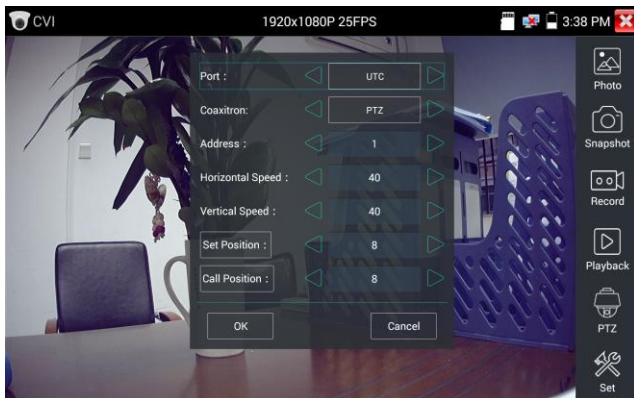 CVI 1920x1080P 25FPS 3:38 PM
Port : UTC
Coaxitron: PTZ
Address : 1
Horizontal Speed : 40
Vertical Speed : 40
Set Position : 8
Call Position : 8
OK Cancel
Photo
Snapshot
Record
Playback
PTZ
Set